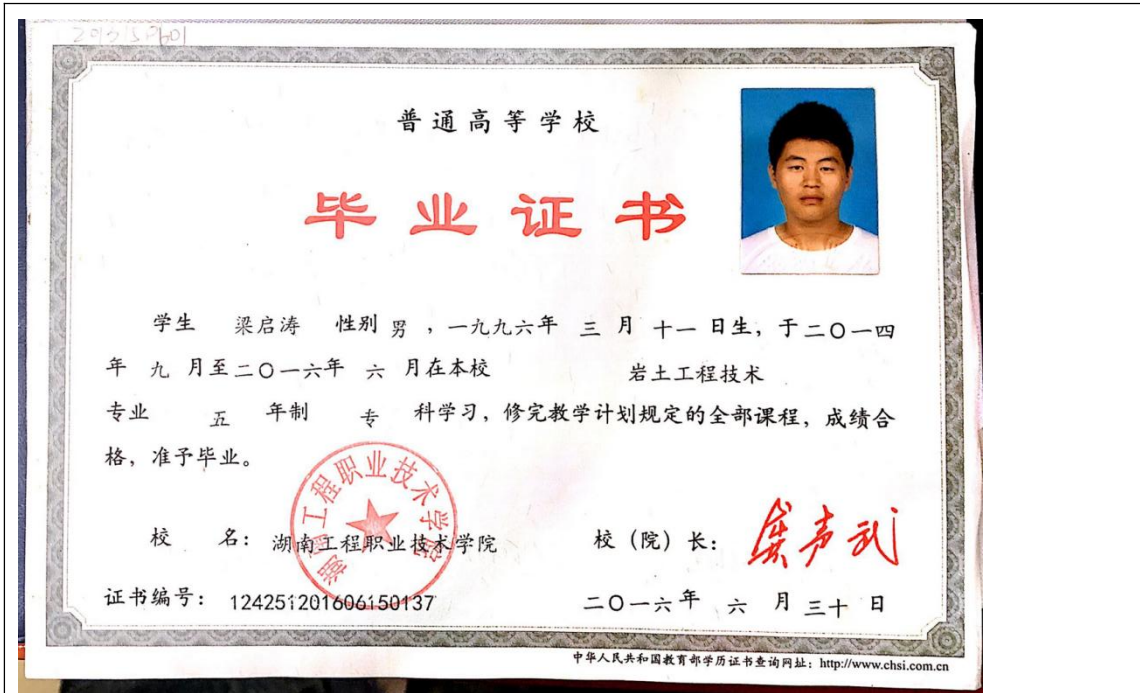 普通高等学校
毕业证书
学生 梁启涛 性别 男 ，一九九六年 三 月 十一 日生，于二〇一四
年 九 月至二〇一六年 六 月在本校 岩土工程技术
专业 五 年制 专 科学习，修完教学计划规定的全部课程，成绩合
格，准予毕业。
湖南工程职业技术学院
校 名：湖南工程职业技术学院 校（院）长：
证书编号：124251201606150137 二〇一六年 六 月 三十 日
中华人民共和国教育部学历证书查询网址：http://www.chsi.com.cn